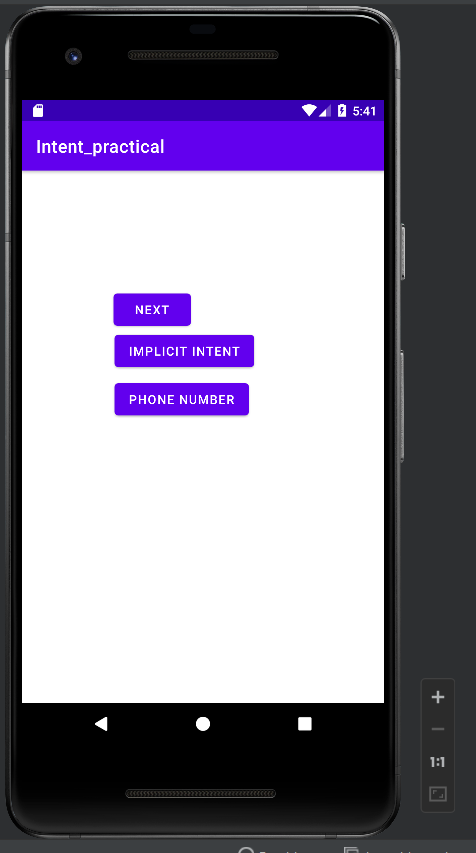 5:41
Intent_practical
NEXT
IMPLICIT INTENT
PHONE NUMBER
1:1